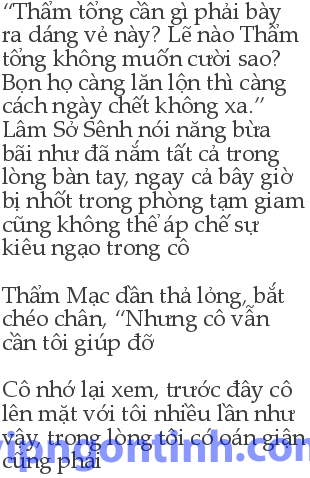 “Thẩm tổng cần gì phải bày
ra dáng vẻ này? Lẽ nào Thẩm
tổng không muốn cười sao?
Bọn họ càng lăn lộn thì càng
cách ngày chết không xa.”
Lâm Sở Sênh nói năng bừa
bãi như đã nắm tất cả trong
lòng bàn tay, ngay cả bây giờ
bị nhốt trong phòng tạm giam
cũng không thể áp chế sự
kiêu ngạo trong cô
Thẩm Mạc dần thả lỏng, bắt
chéo chân, “Nhưng cô vẫn
cần tôi giúp đỡ
Cô nhớ lại xem, trước đây cô
lên mặt với tôi nhiều lần như
vậy, trong lòng tôi có oán giận
cũng phải
vipngontinh.com